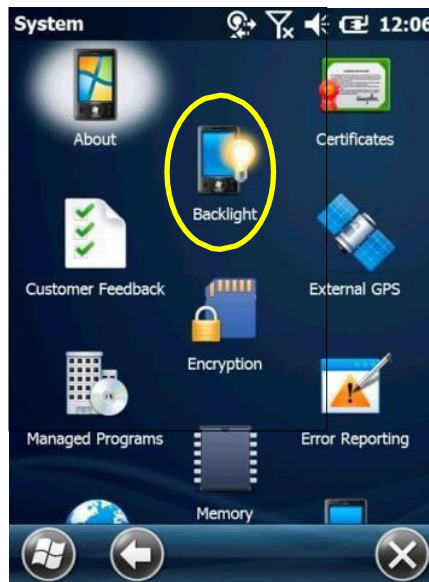 System 12:06
About
Certificates
Backlight
Customer Feedback
External GPS
Encryption
Managed Programs
Error Reporting
Memory